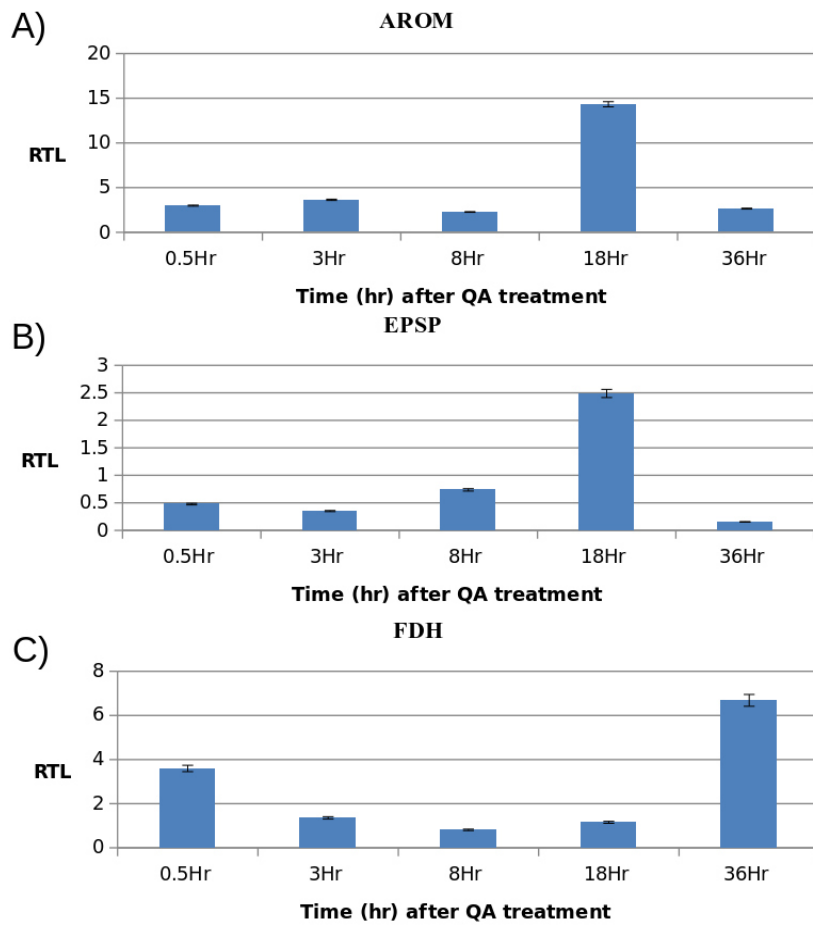 A)
AROM
20
15
RTL
10
5
0
0.5Hr 3Hr 8Hr 18Hr 36Hr
Time (hr) after QA treatment
B)
EPSP
3
2.5
2
1.5
RTL
1
0.5
0
0.5Hr 3Hr 8Hr 18Hr 36Hr
Time (hr) after QA treatment
C)
FDH
8
6
4
RTL
2
0
0.5Hr 3Hr 8Hr 18Hr 36Hr
Time (hr) after QA treatment